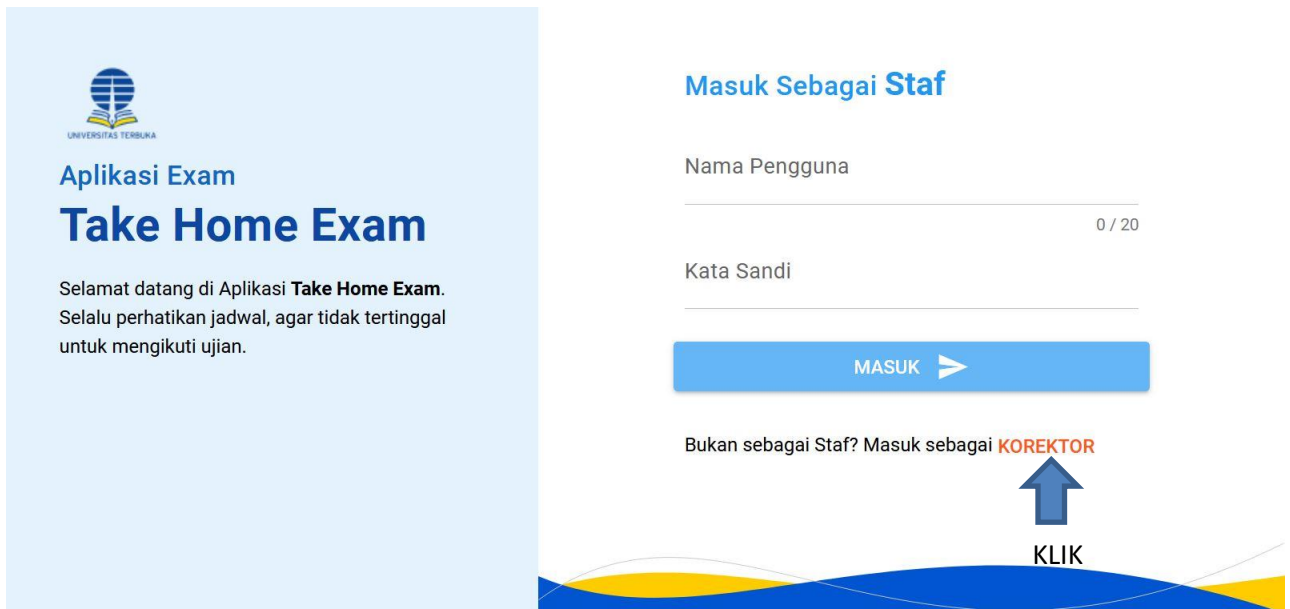 UNIVERSITAS TERBUKA
Aplikasi Exam
Take Home Exam
Selamat datang di Aplikasi Take Home Exam.
Selalu perhatikan jadwal, agar tidak tertinggal
untuk mengikuti ujian.
Masuk Sebagai Staf
Nama Pengguna
0 / 20
Kata Sandi
MASUK
Bukan sebagai Staf? Masuk sebagai KOREKTOR
KLIK